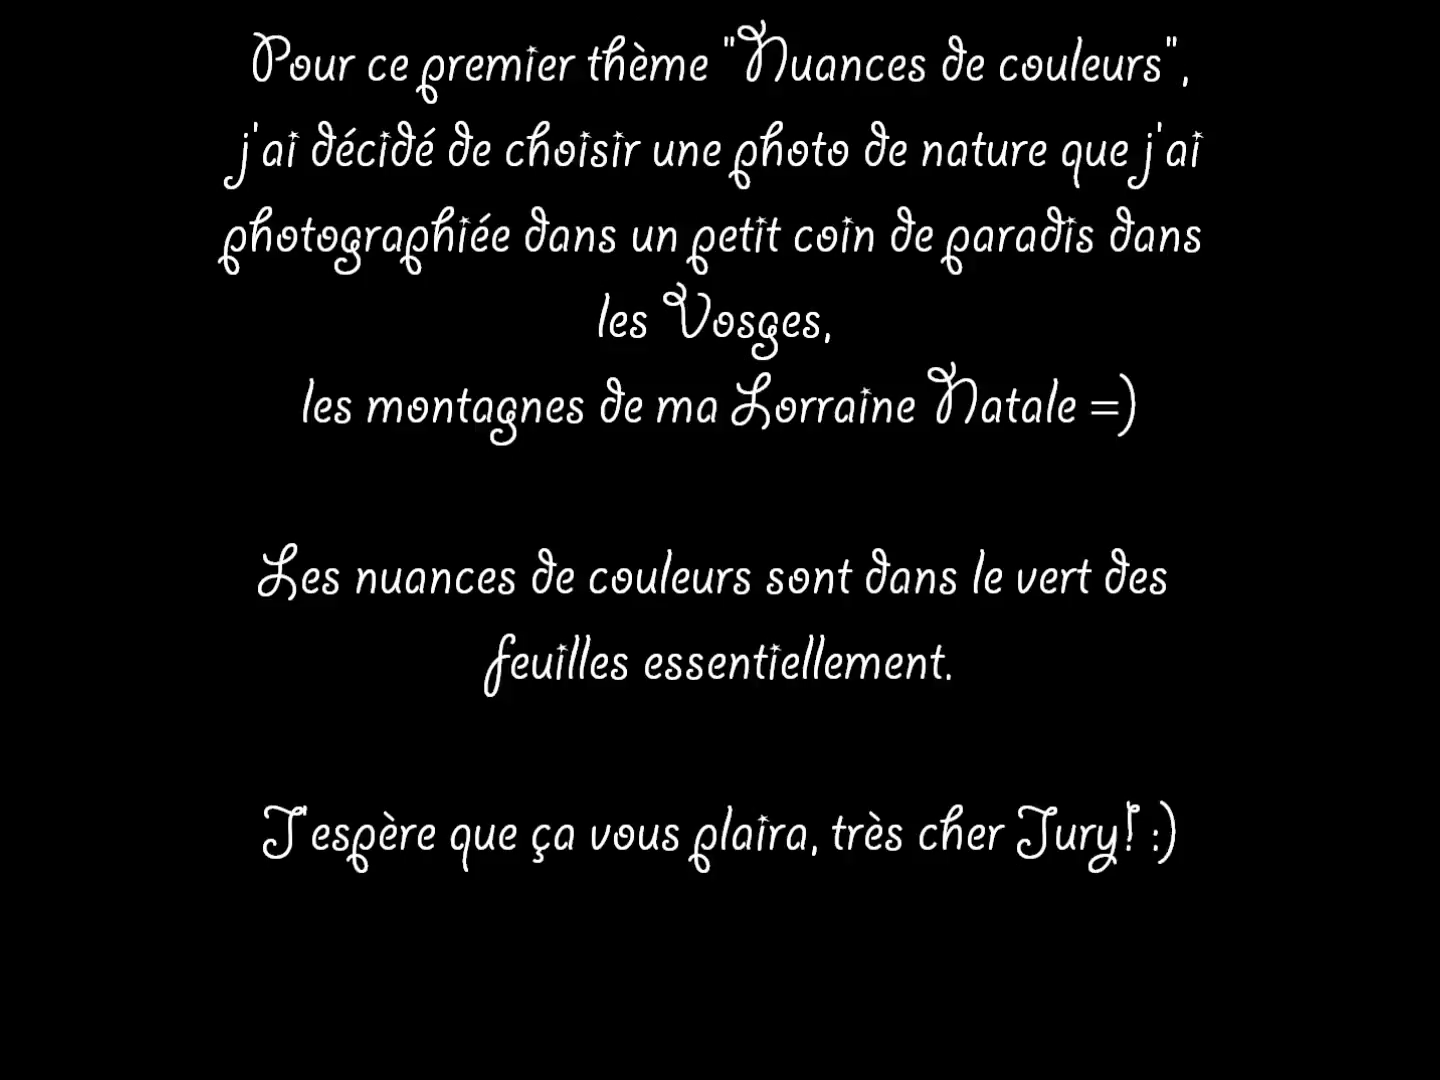 Pour ce premier thème "Nuances de couleurs",
j'ai décidé de choisir une photo de nature que j'ai
photographiée dans un petit coin de paradis dans
les Vosges,
les montagnes de ma Lorraine Natale =)
Les nuances de couleurs sont dans le vert des
feuilles essentiellement.
J'espère que ça vous plaira, très cher Jury! :)